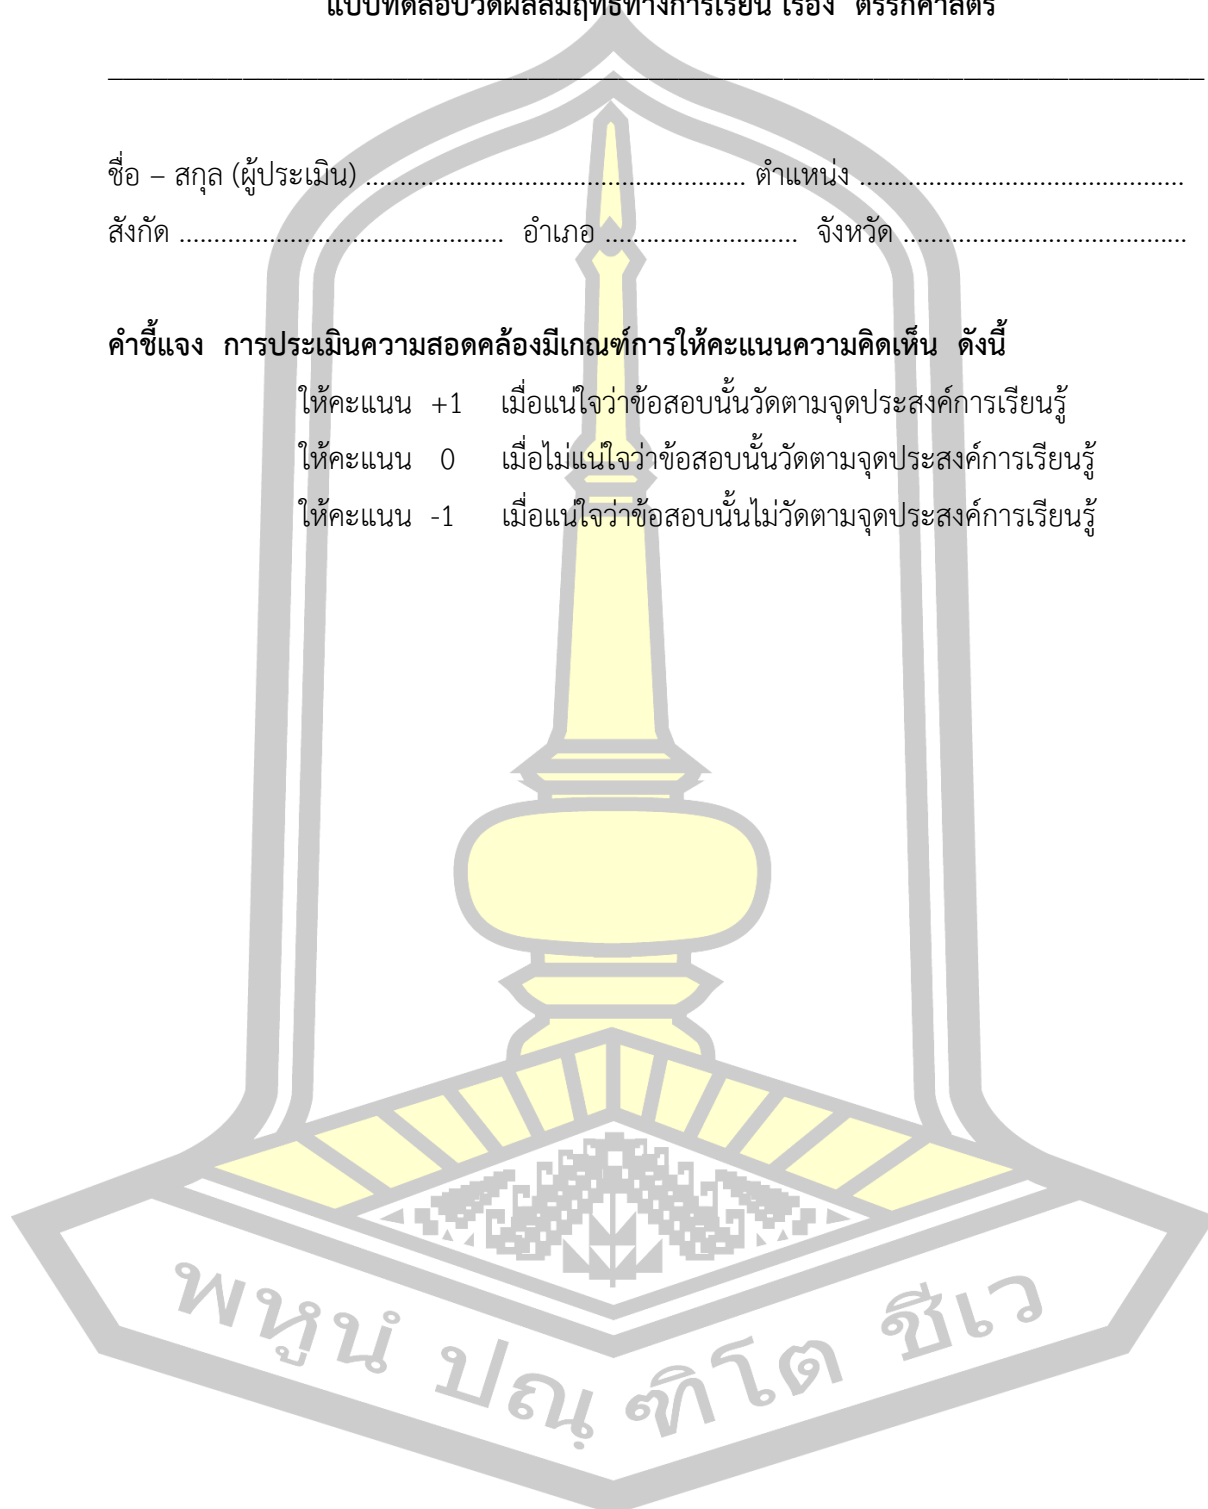 แบบทดสอบวัดผลสัมฤทธิ์ทางการเรียน เรื่อง ตรรกศาสตร์
ชื่อ – สกุล (ผู้ประเมิน) ....................................................... ตำแหน่ง ...............................................
สังกัด ............................................... อำเภอ ............................ จังหวัด .........................................
คำชี้แจง การประเมินความสอดคล้องมีเกณฑ์การให้คะแนนความคิดเห็น ดังนี้
ให้คะแนน +1 เมื่อแน่ใจว่าข้อสอบนั้นวัดตามจุดประสงค์การเรียนรู้
ให้คะแนน 0 เมื่อไม่แน่ใจว่าข้อสอบนั้นวัดตามจุดประสงค์การเรียนรู้
ให้คะแนน -1 เมื่อแน่ใจว่าข้อสอบนั้นไม่วัดตามจุดประสงค์การเรียนรู้
พหูนํ ปณฺ ฑิโต ชีเว